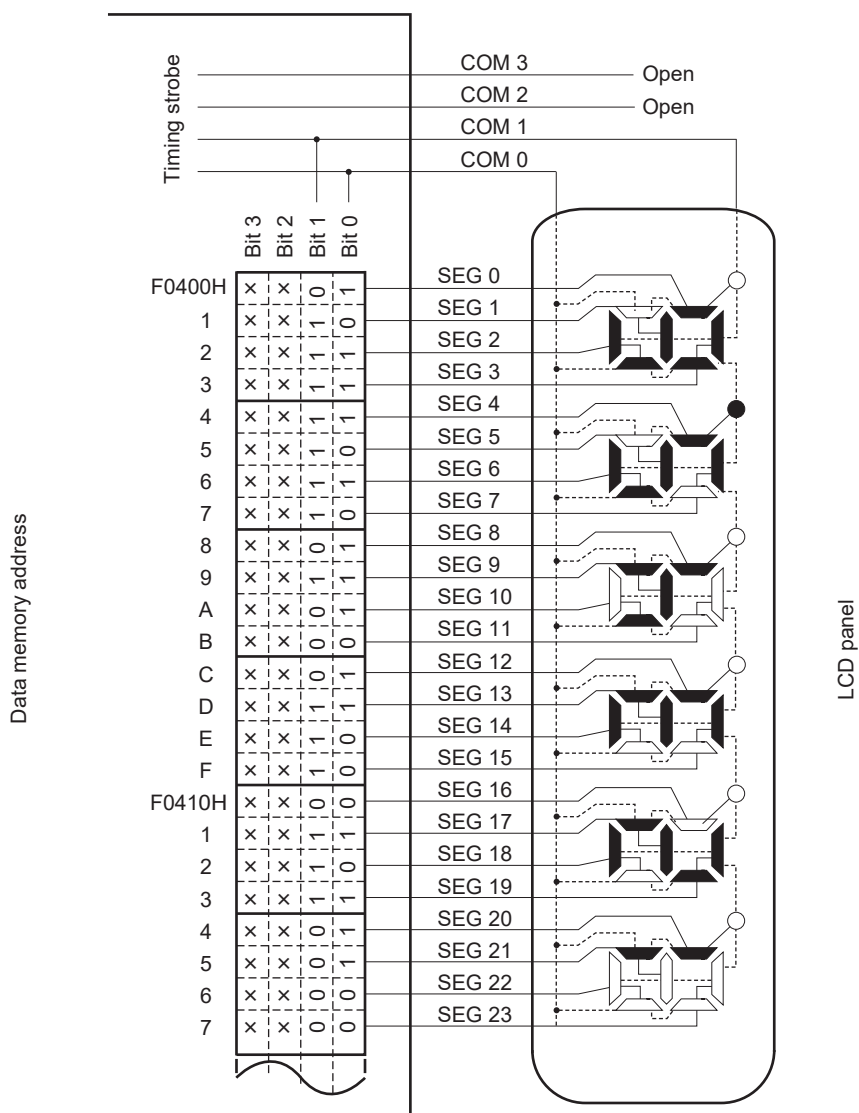 COM 3 Open
COM 2 Open
COM 1
COM 0
Timing strobe
Bit 3 Bit 2 Bit 1 Bit 0
F0400H × × 0 1 SEG 0
1 × × 1 0 SEG 1
2 × × 1 1 SEG 2
3 × × 1 1 SEG 3
4 × × 1 1 SEG 4
5 × × 1 0 SEG 5
6 × × 1 1 SEG 6
7 × × 1 0 SEG 7
8 × × 0 1 SEG 8
9 × × 1 1 SEG 9
A × × 0 1 SEG 10
B × × 0 0 SEG 11
C × × 0 1 SEG 12
D × × 1 1 SEG 13
E × × 1 0 SEG 14
F × × 1 0 SEG 15
F0410H × × 0 0 SEG 16
1 × × 1 1 SEG 17
2 × × 1 0 SEG 18
3 × × 1 1 SEG 19
4 × × 0 1 SEG 20
5 × × 0 1 SEG 21
6 × × 0 0 SEG 22
7 × × 0 0 SEG 23
Data memory address
LCD panel